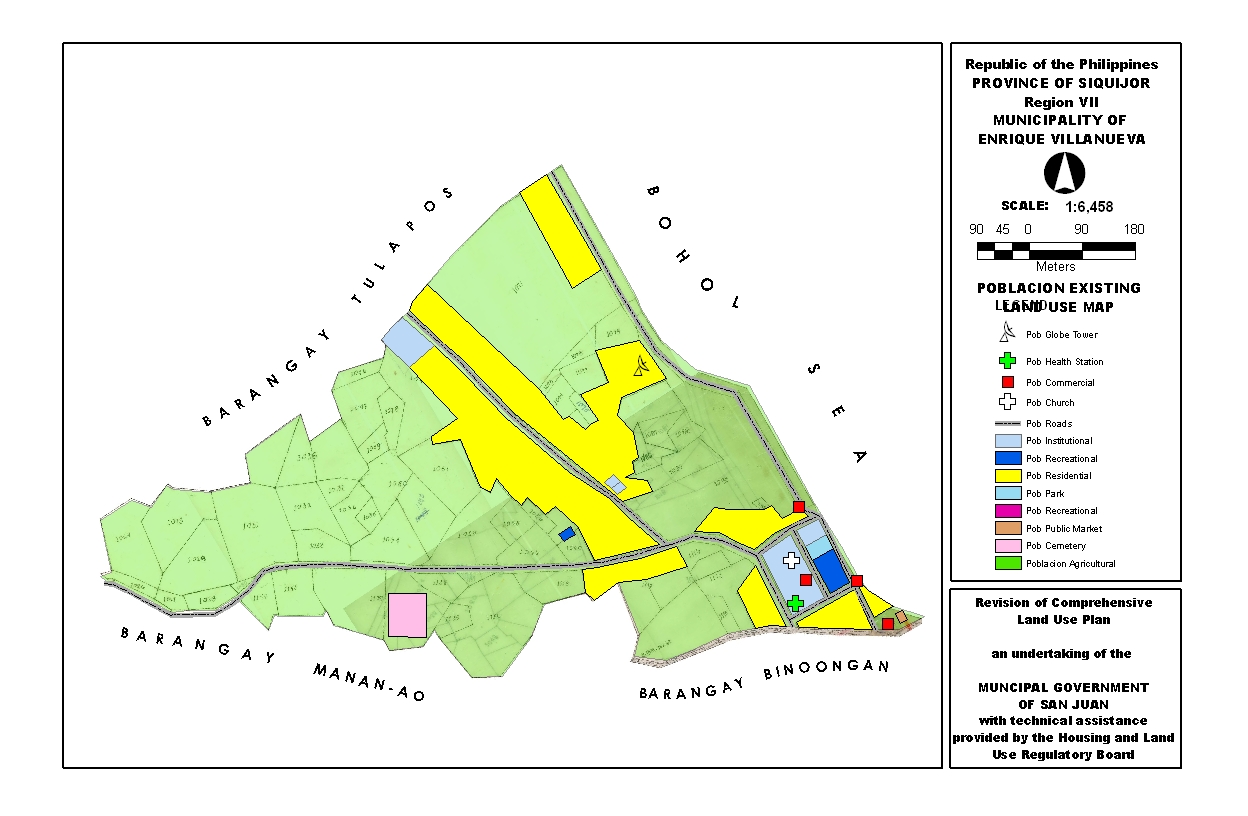 BARANGAY TULAPOS
BOHOL SEA
BARANGAY MANAN-AO
BARANGAY BINOONGAN
Republic of the Philippines
PROVINCE OF SIQUIJOR
Region VII
MUNICIPALITY OF
ENRIQUE VILLANUEVA
SCALE: 1:6,458
90 45 0 90 180
Meters
POBLACION EXISTING
LAND USE MAP
LEGEND
Pob Globe Tower
Pob Health Station
Pob Commercial
Pob Church
Pob Roads
Pob Institutional
Pob Recreational
Pob Residential
Pob Park
Pob Recreational
Pob Public Market
Pob Cemetery
Poblacion Agricultural
Revision of Comprehensive
Land Use Plan
an undertaking of the
MUNCIPAL GOVERNMENT
OF SAN JUAN
with technical assistance
provided by the Housing and Land
Use Regulatory Board